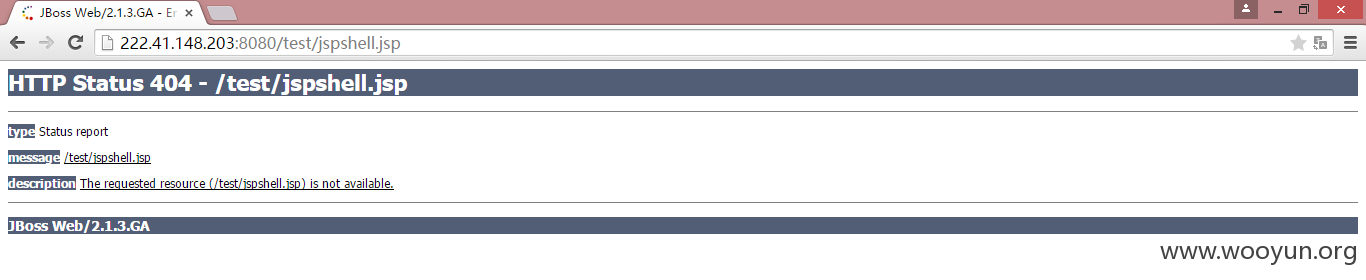 JBoss Web/2.1.3.GA - Er
222.41.148.203:8080/test/jspshell.jsp
HTTP Status 404 - /test/jspshell.jsp
type Status report
message /test/jspshell.jsp
description The requested resource (/test/jspshell.jsp) is not available.
JBoss Web/2.1.3.GA
www.wooyun.org